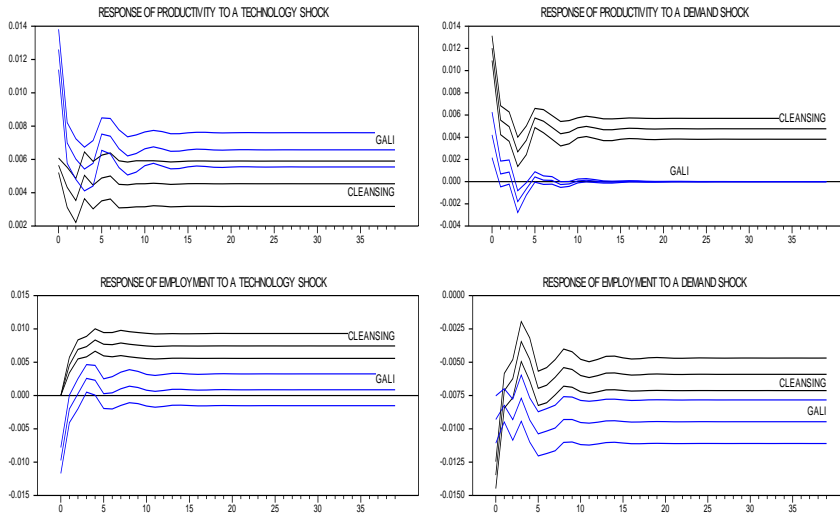 RESPONSE OF PRODUCTIVITY TO A TECHNOLOGY SHOCK
0.014
0.012
0.010
0.008
0.006
0.004
0.002
GALI
CLEANSING
0 5 10 15 20 25 30 35
RESPONSE OF PRODUCTIVITY TO A DEMAND SHOCK
0.014
0.012
0.010
0.008
0.006
0.004
0.002
0.000
-0.002
-0.004
CLEANSING
GALI
0 5 10 15 20 25 30 35
RESPONSE OF EMPLOYMENT TO A TECHNOLOGY SHOCK
0.015
0.010
0.005
0.000
-0.005
-0.010
-0.015
CLEANSING
GALI
0 5 10 15 20 25 30 35
RESPONSE OF EMPLOYMENT TO A DEMAND SHOCK
0.0000
-0.0025
-0.0050
-0.0075
-0.0100
-0.0125
-0.0150
CLEANSING
GALI
0 5 10 15 20 25 30 35